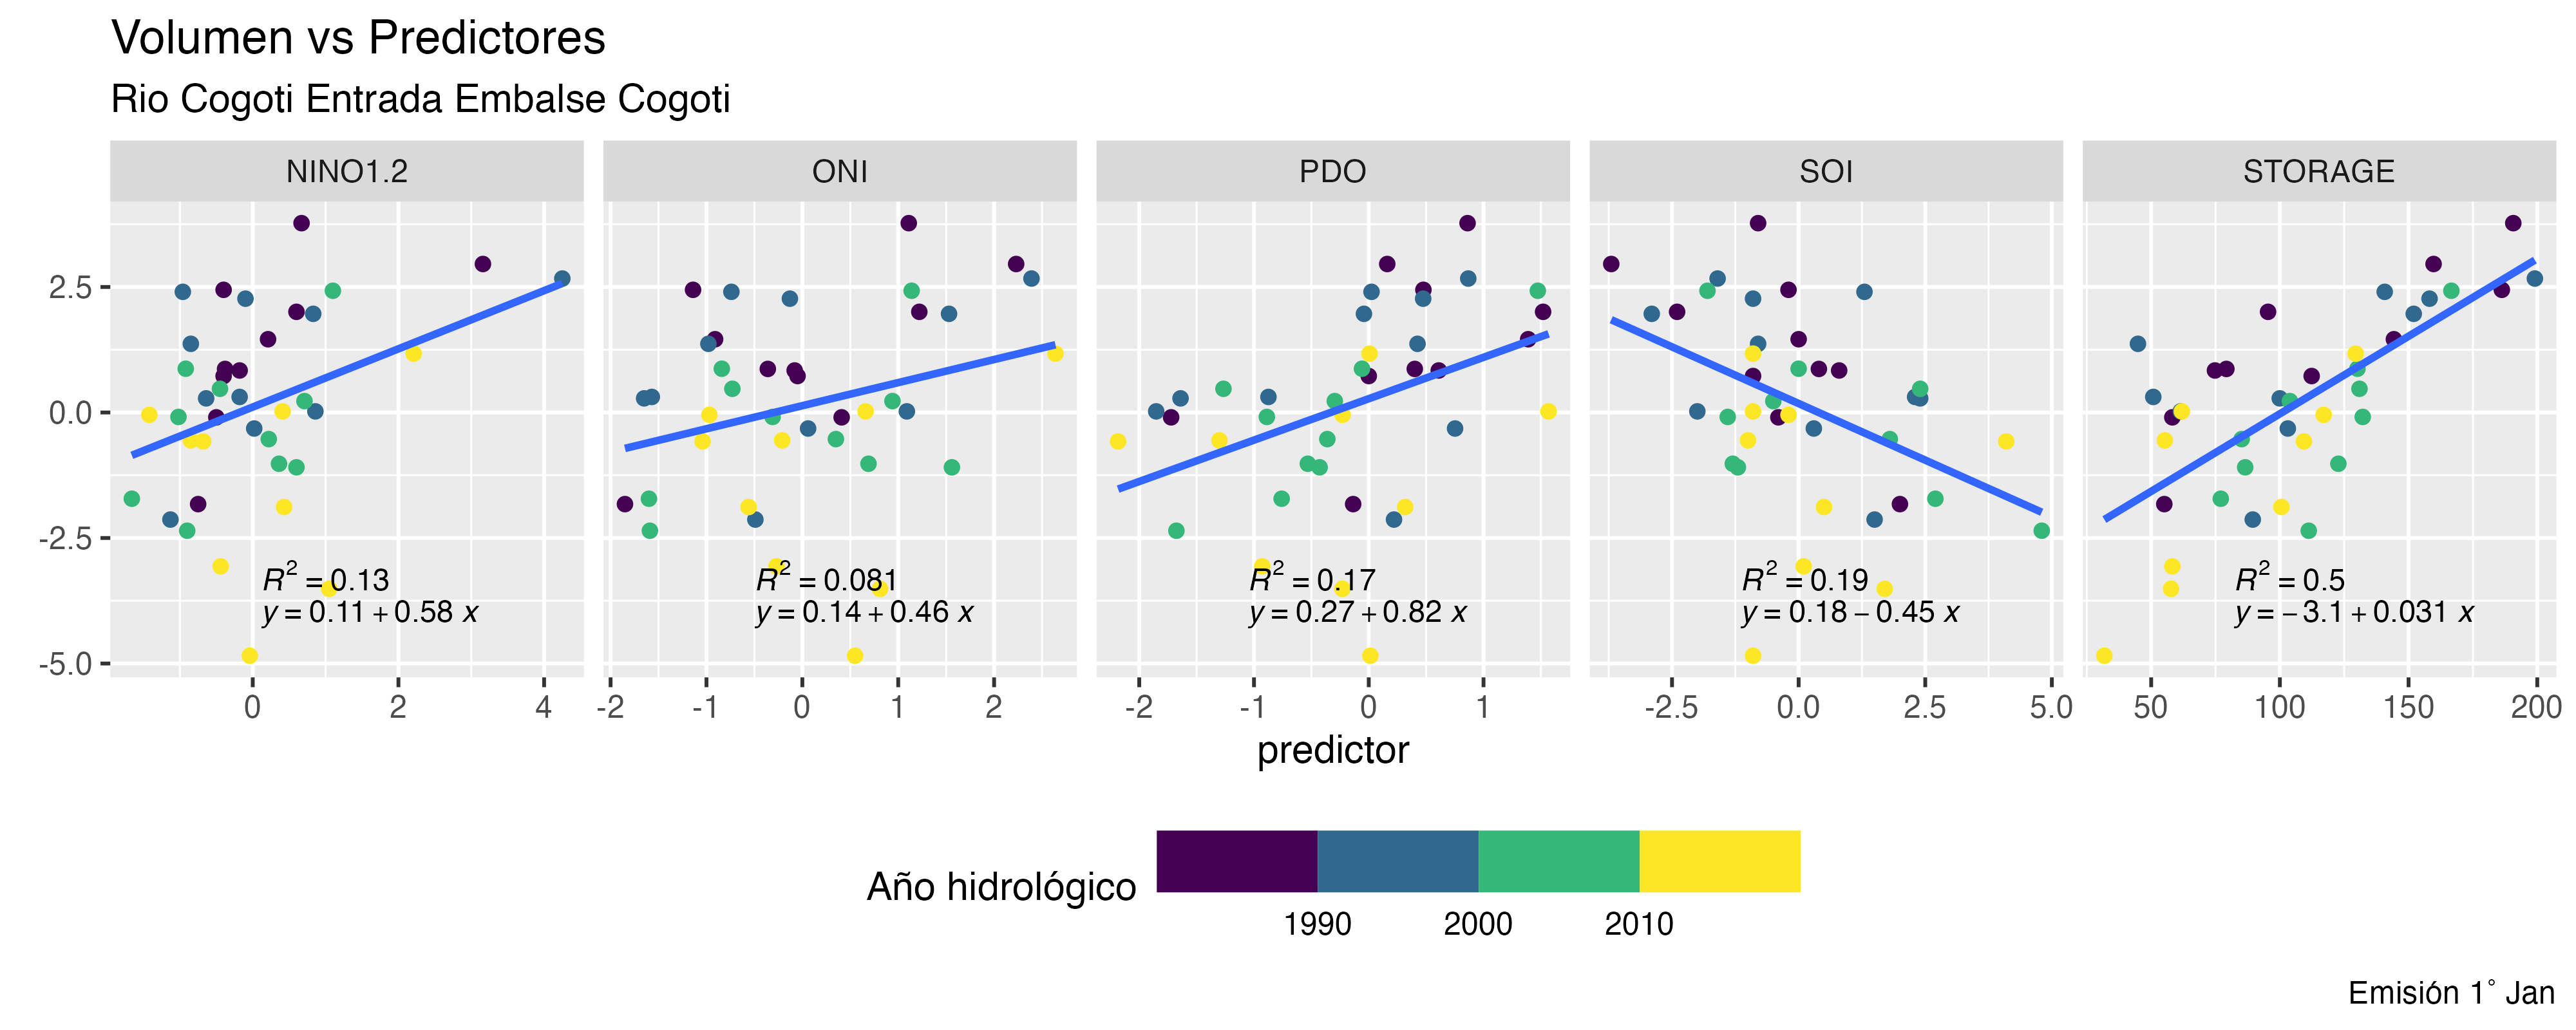 Volumen vs Predictores
Rio Cogoti Entrada Embalse Cogoti
NINO1.2 ONI PDO SOI STORAGE
2.5
0.0
-2.5
-5.0
R² = 0.13
y = 0.11 + 0.58 x
R² = 0.081
y = 0.14 + 0.46 x
R² = 0.17
y = 0.27 + 0.82 x
R² = 0.19
y = 0.18 − 0.45 x
R² = 0.5
y = − 3.1 + 0.031 x
0 2 4 -2 -1 0 1 2 -2 -1 0 1 -2.5 0.0 2.5 5.0 50 100 150 200
predictor
Año hidrológico
1990 2000 2010
Emisión 1° Jan